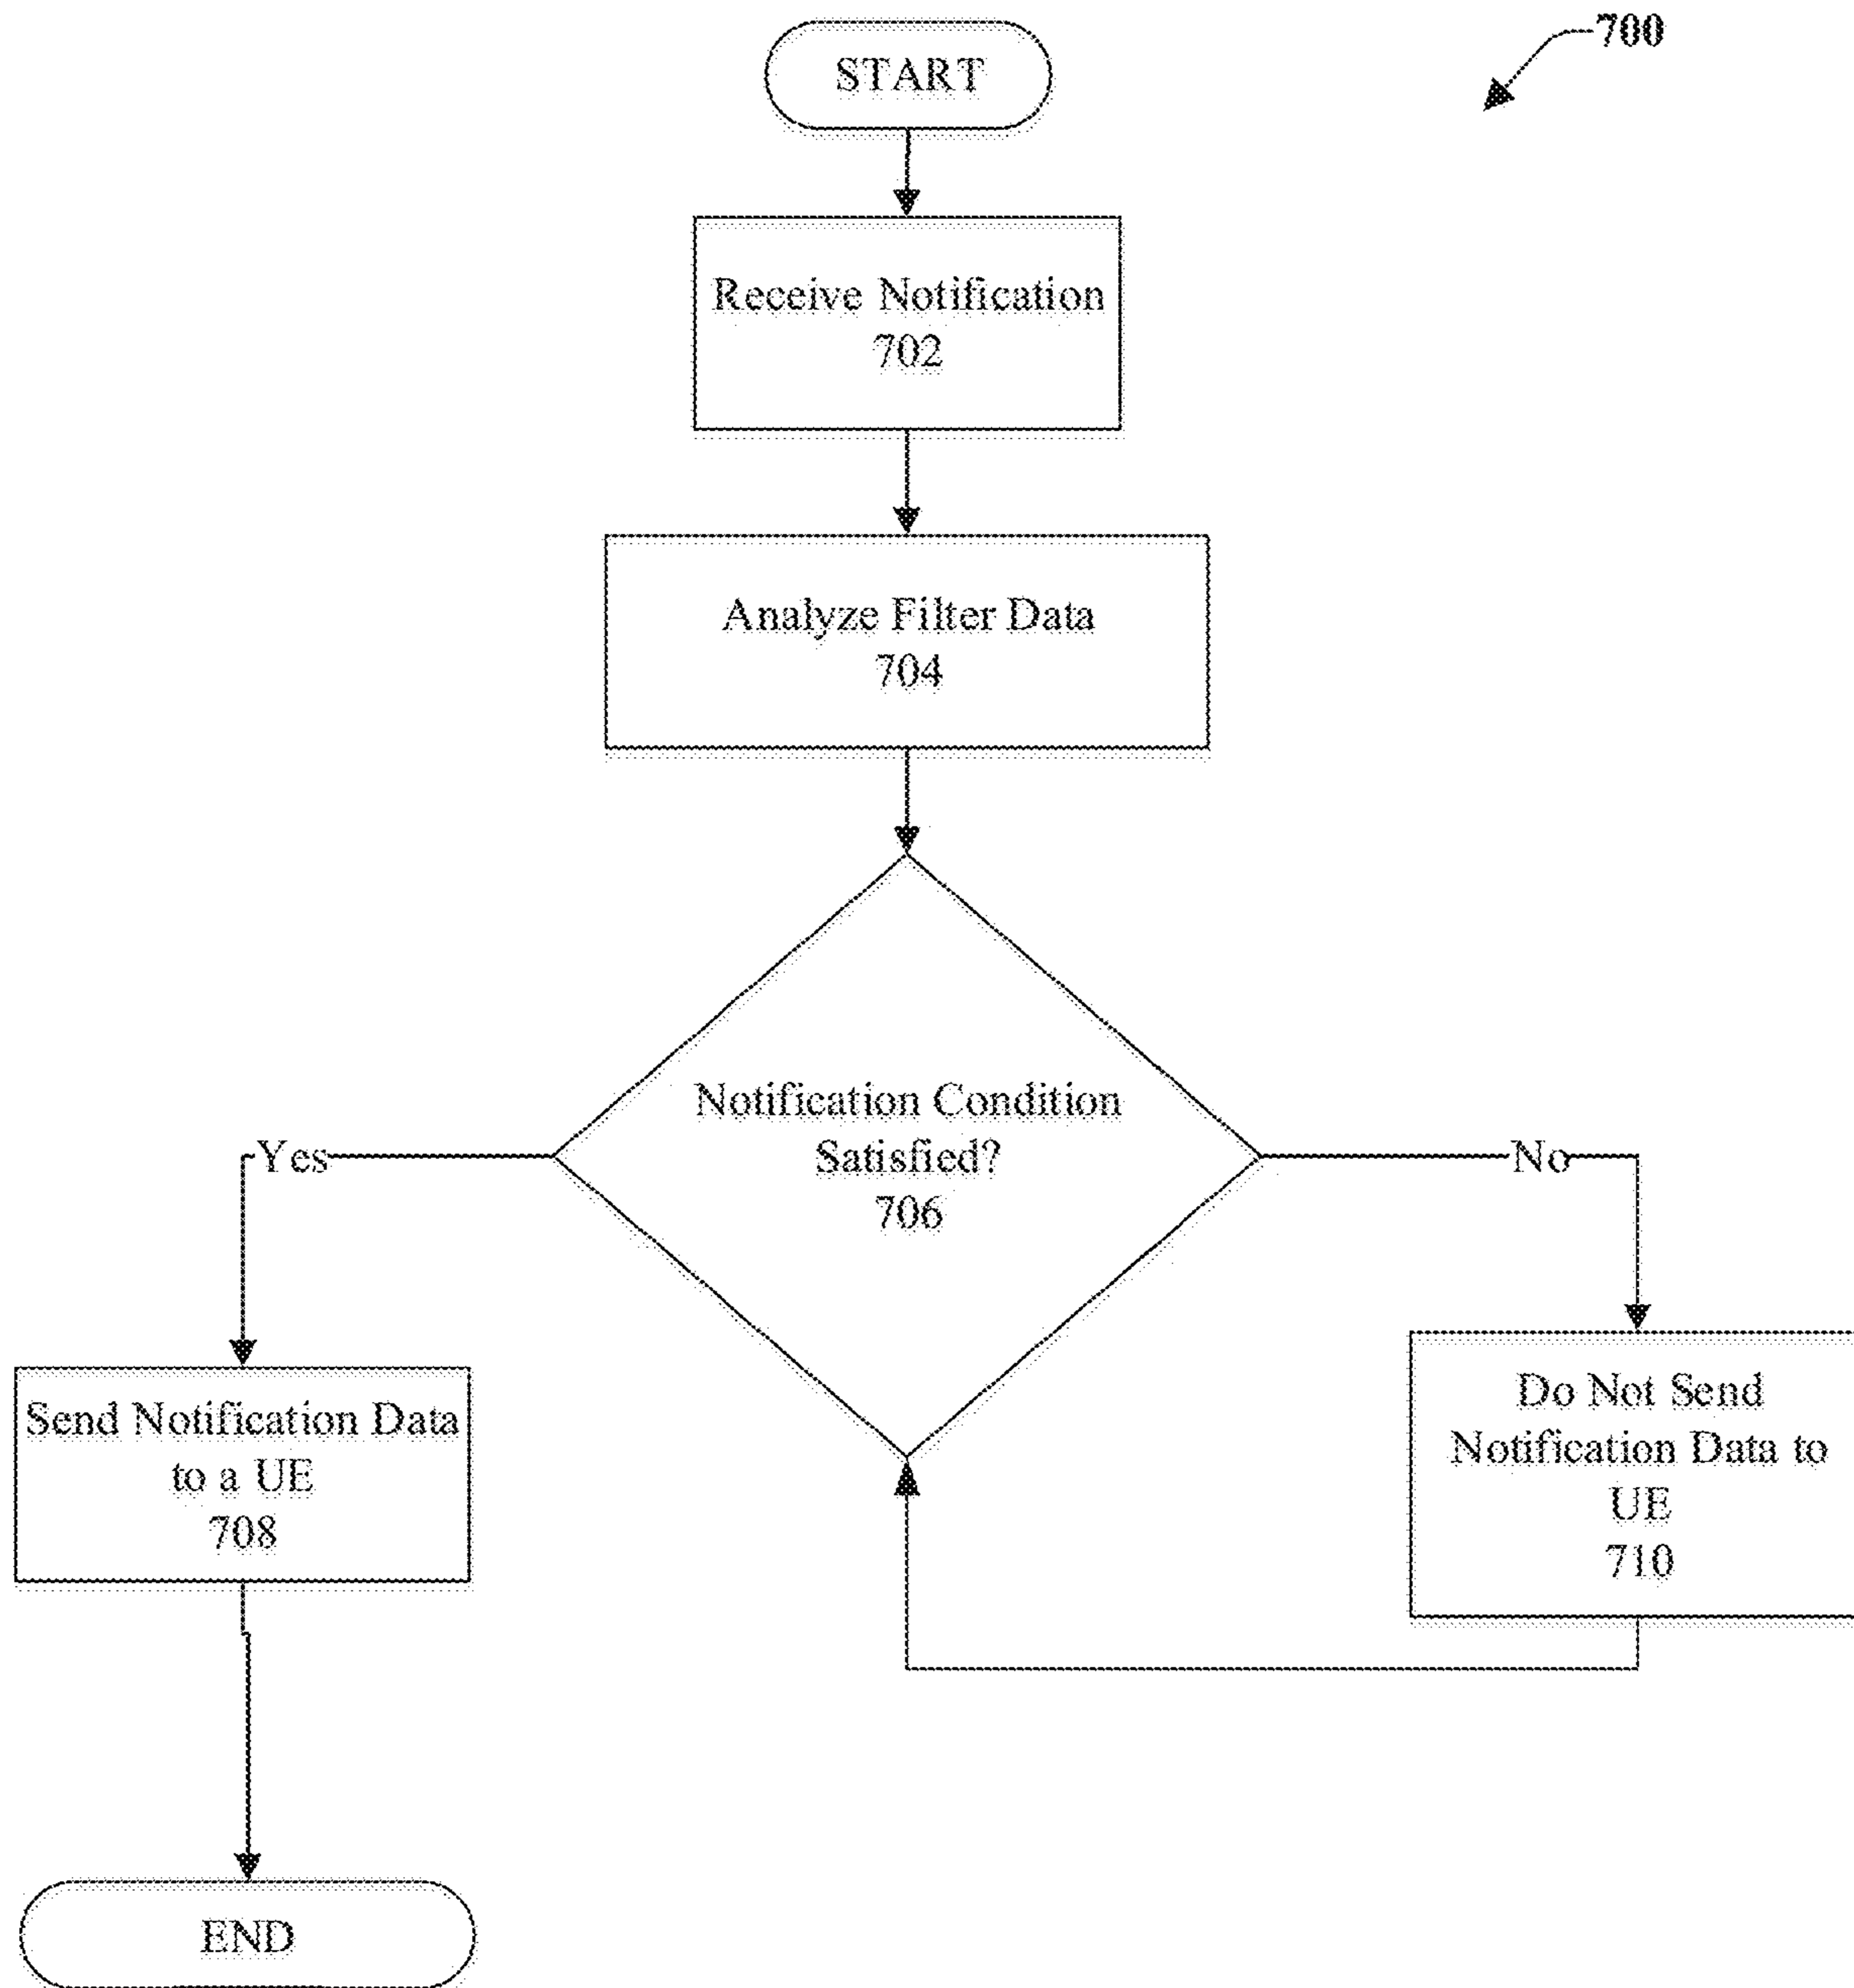 700
START
Receive Notification
702
Analyze Filter Data
704
Notification Condition
Satisfied?
706
Yes
No
Send Notification Data
to a UE
708
Do Not Send
Notification Data to
UE
710
END